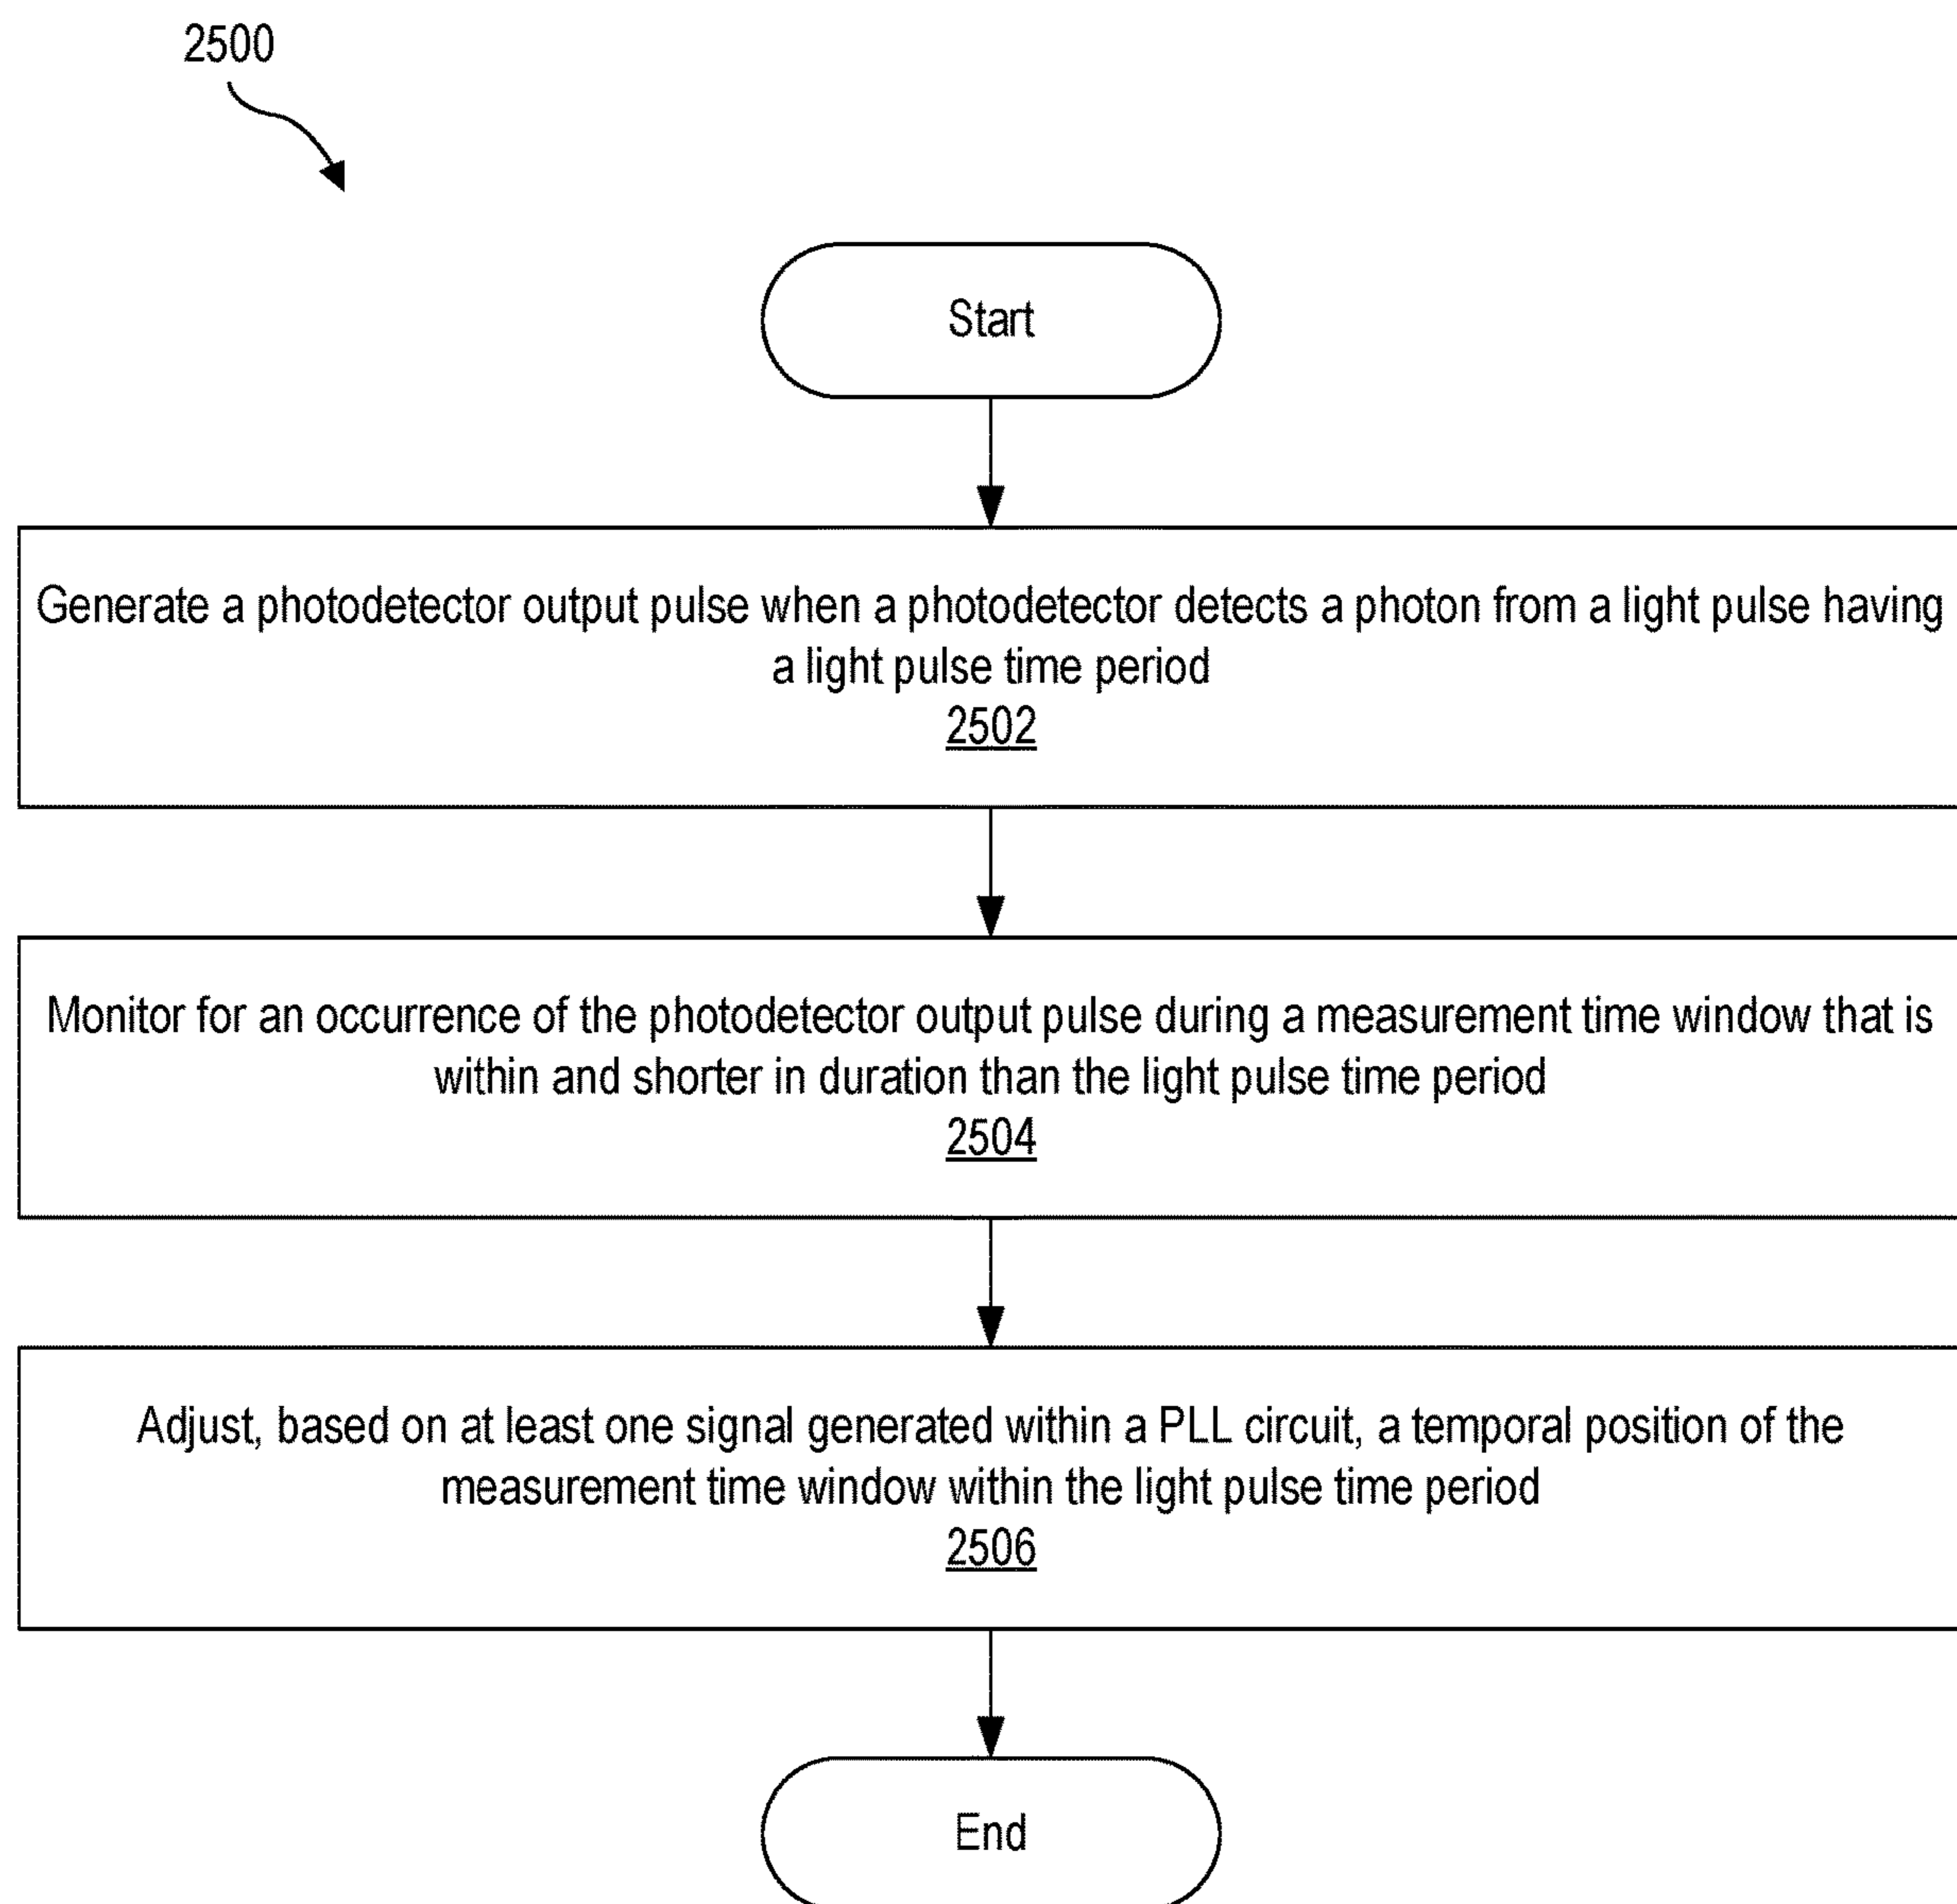 2500
Start
Generate a photodetector output pulse when a photodetector detects a photon from a light pulse having
a light pulse time period
2502
Monitor for an occurrence of the photodetector output pulse during a measurement time window that is
within and shorter in duration than the light pulse time period
2504
Adjust, based on at least one signal generated within a PLL circuit, a temporal position of the
measurement time window within the light pulse time period
2506
End